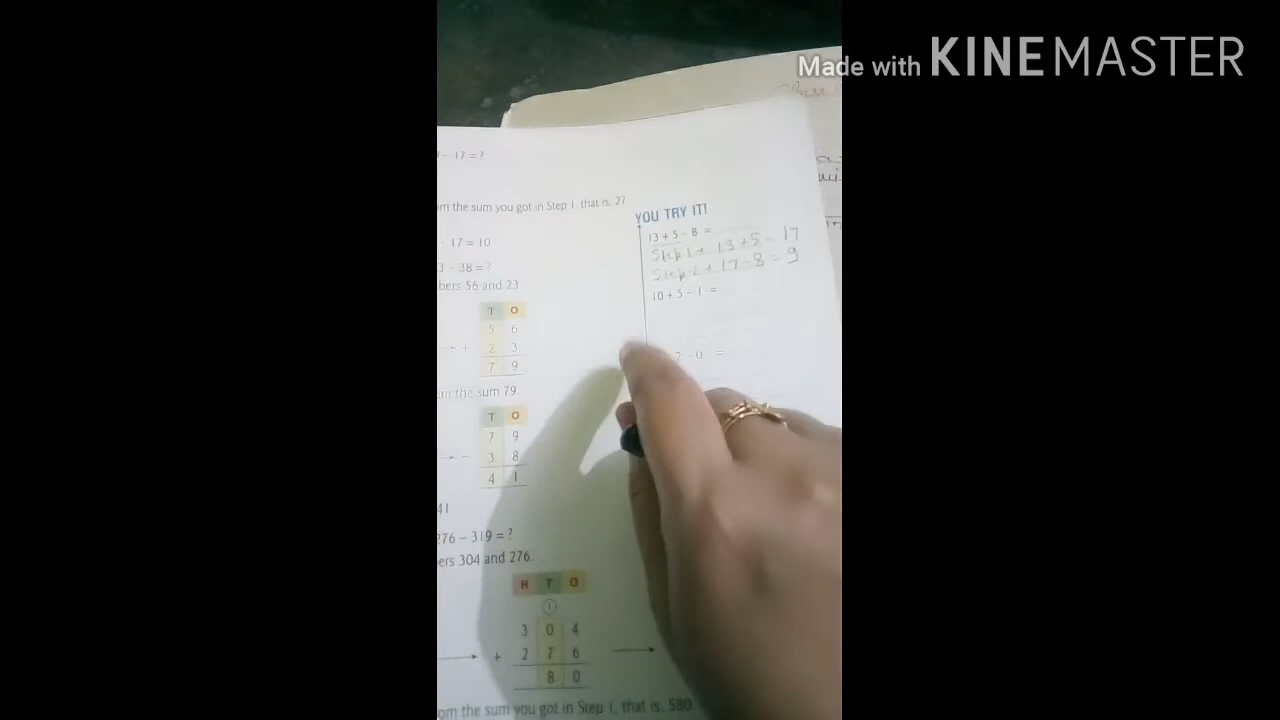 Made with KINEMASTER
- 17 = ?
om the sum you got in Step 1 that is, 27
- 17 = 10
3 - 38 = ?
bers 56 and 23
T O
5 6
+ 2 3
7 9
om the sum 79.
T O
7 9
- 3 8
4 1
41
276 - 319 = ?
ers 304 and 276.
H T O
1
3 0 4
+ 2 7 6
8 0
om the sum you got in Step 1, that is, 580.
YOU TRY IT!
13 + 5 - 8 =
Step 1 → 13 + 5 = 17
17 - 8 = 9
10 + 5 - 1 =
2 - 0 =